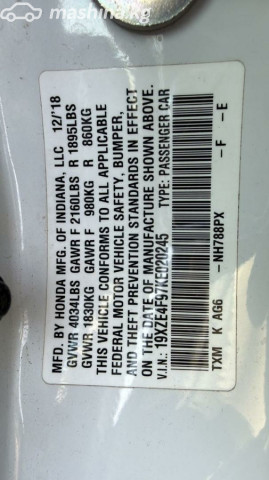 mashina.kg
MFD. BY HONDA MFG. OF INDIANA, LLC 12/'18
GVWR 4034LBS GAWR F 2160LBS R 1895LBS
GVWR 1830KG GAWR F 980KG R 860KG
THIS VEHICLE CONFORMS TO ALL APPLICABLE
FEDERAL MOTOR VEHICLE SAFETY, BUMPER,
AND THEFT PREVENTION STANDARDS IN EFFECT
ON THE DATE OF MANUFACTURE SHOWN ABOVE.
V.I.N.: 19XZE4F97KE020245 TYPE: PASSENGER CAR
TXM K AG6 -NH788PX -F -E